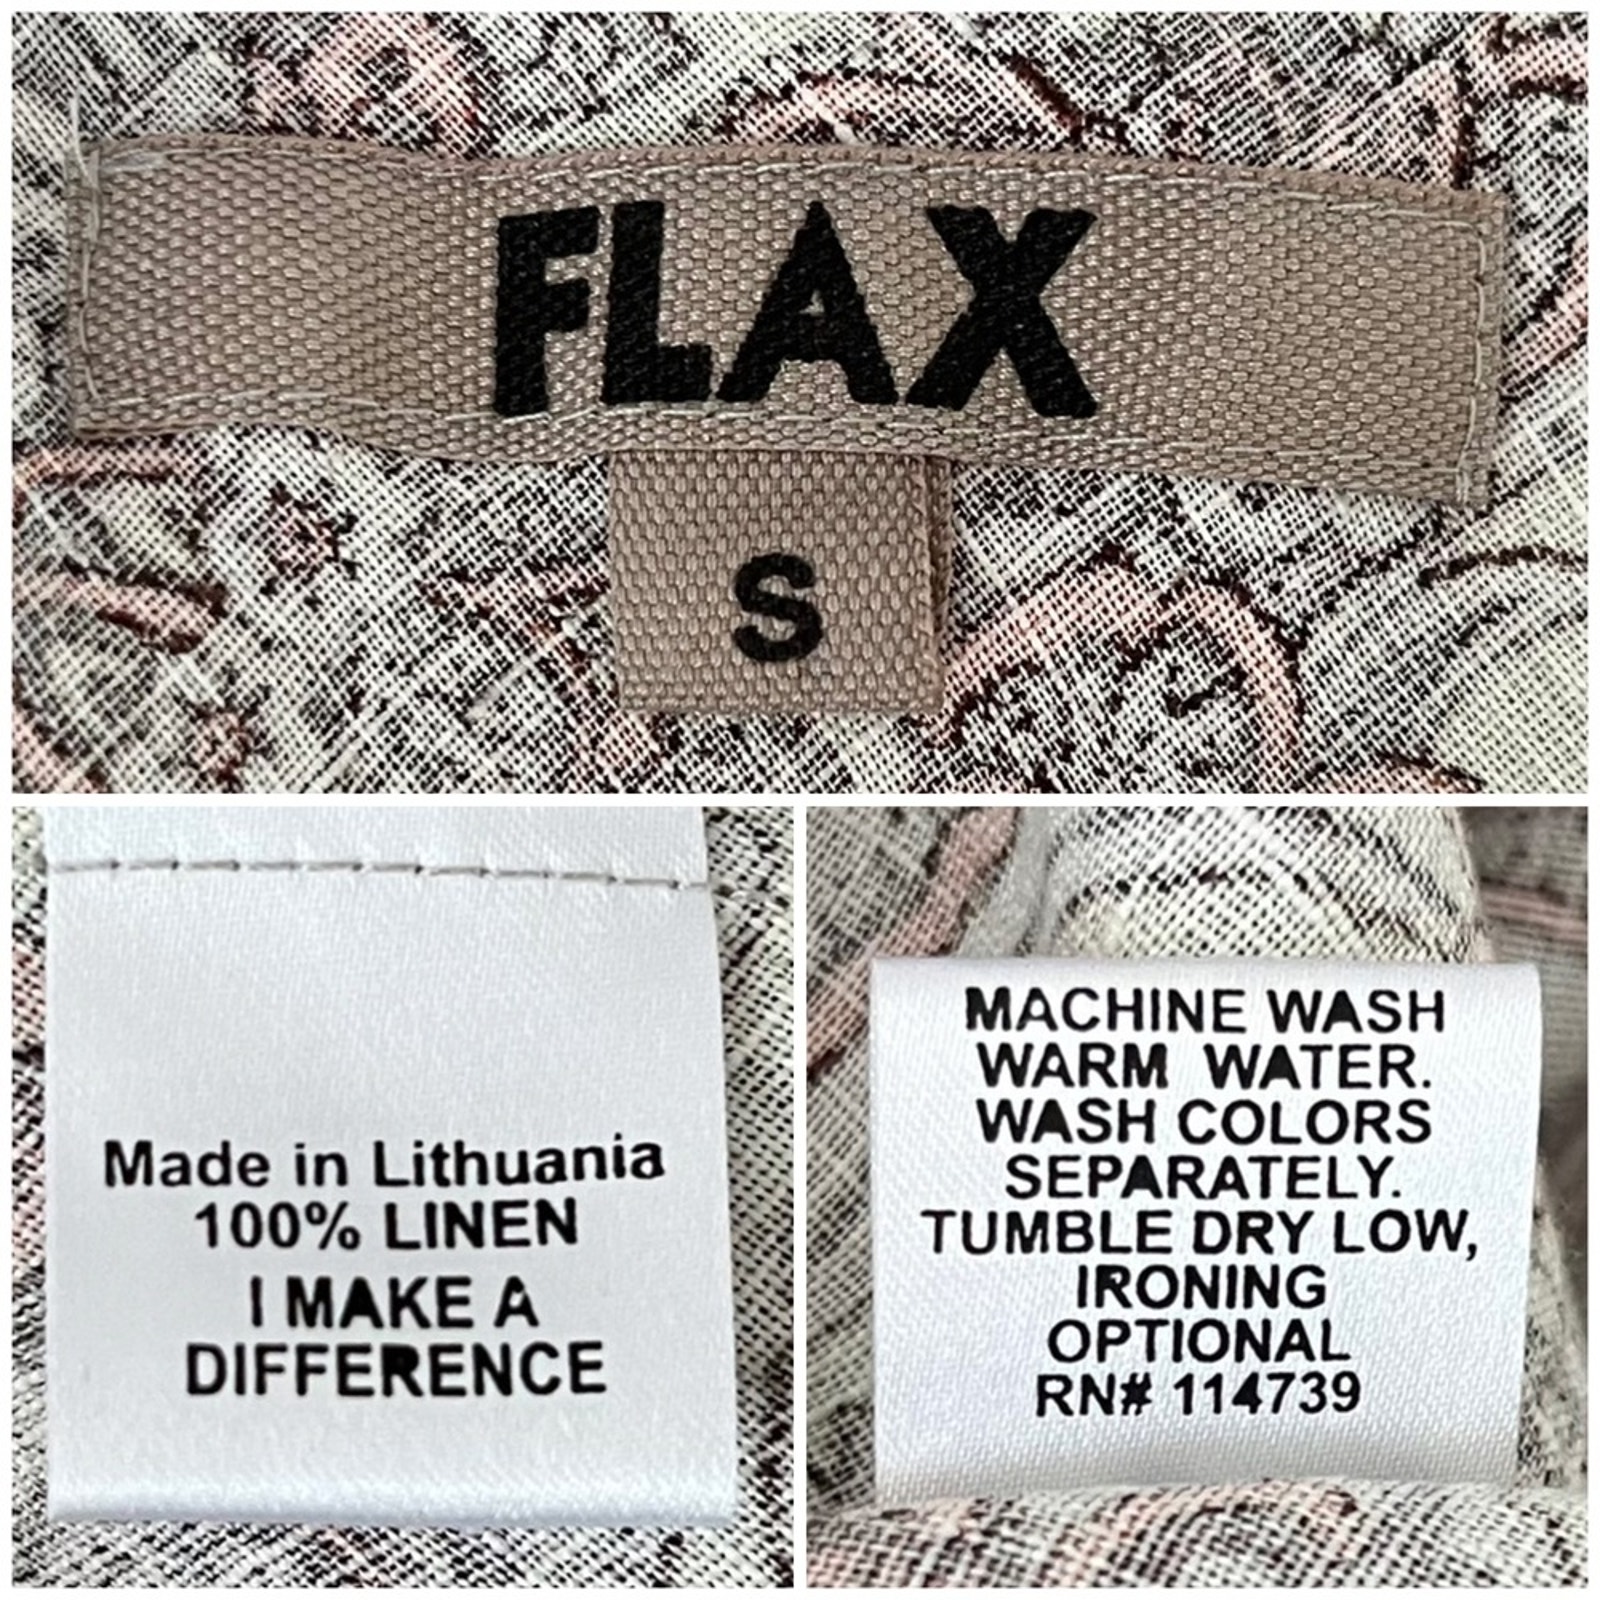 FLAX
S
Made in Lithuania
100% LINEN
I MAKE A
DIFFERENCE
MACHINE WASH
WARM WATER.
WASH COLORS
SEPARATELY.
TUMBLE DRY LOW,
IRONING
OPTIONAL
RN# 114739